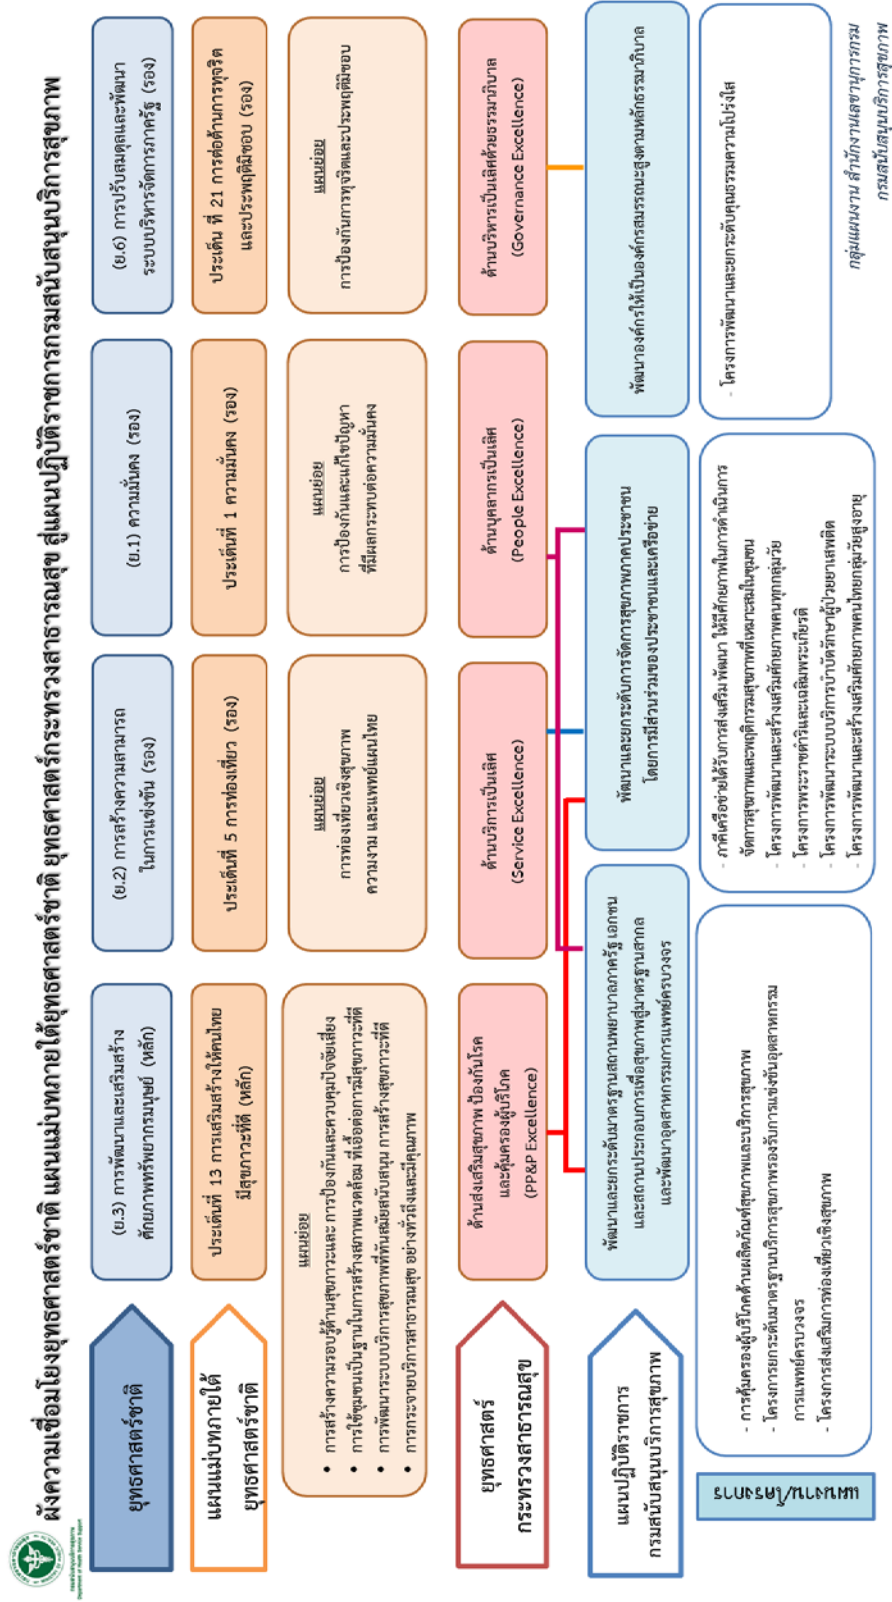 กรมสนับสนุนบริการสุขภาพ
Department of Health Service Support
ผังความเชื่อมโยงยุทธศาสตร์ชาติ แผนแม่บทภายใต้ยุทธศาสตร์ชาติ ยุทธศาสตร์กระทรวงสาธารณสุข สู่แผนปฏิบัติราชการกรมสนับสนุนบริการสุขภาพ
ยุทธศาสตร์ชาติ
(ย.3) การพัฒนาและเสริมสร้าง
ศักยภาพทรัพยากรมนุษย์ (หลัก)
(ย.2) การสร้างความสามารถ
ในการแข่งขัน (รอง)
(ย.1) ความมั่นคง (รอง)
(ย.6) การปรับสมดุลและพัฒนา
ระบบบริหารจัดการภาครัฐ (รอง)
แผนแม่บทภายใต้
ยุทธศาสตร์ชาติ
ประเด็นที่ 13 การเสริมสร้างให้คนไทย
มีสุขภาวะที่ดี (หลัก)
ประเด็นที่ 5 การท่องเที่ยว (รอง)
ประเด็นที่ 1 ความมั่นคง (รอง)
ประเด็น ที่ 21 การต่อต้านการทุจริต
และประพฤติมิชอบ (รอง)
แผนย่อย
• การสร้างความรอบรู้ด้านสุขภาวะและ การป้องกันและควบคุมปัจจัยเสี่ยง
• การใช้ชุมชนเป็นฐานในการสร้างสภาพแวดล้อม ที่เอื้อต่อการมีสุขภาวะที่ดี
• การพัฒนาระบบบริการสุขภาพที่ทันสมัยสนับสนุน การสร้างสุขภาวะที่ดี
• การกระจายบริการสาธารณสุข อย่างทั่วถึงและมีคุณภาพ
แผนย่อย
การท่องเที่ยวเชิงสุขภาพ
ความงาม และแพทย์แผนไทย
แผนย่อย
การป้องกันและแก้ไขปัญหา
ที่มีผลกระทบต่อความมั่นคง
แผนย่อย
การป้องกันการทุจริตและประพฤติมิชอบ
ยุทธศาสตร์
กระทรวงสาธารณสุข
ด้านส่งเสริมสุขภาพ ป้องกันโรค
และคุ้มครองผู้บริโภค
(PP&P Excellence)
ด้านบริการเป็นเลิศ
(Service Excellence)
ด้านบุคลากรเป็นเลิศ
(People Excellence)
ด้านบริหารเป็นเลิศด้วยธรรมาภิบาล
(Governance Excellence)
แผนปฏิบัติราชการ
กรมสนับสนุนบริการสุขภาพ
พัฒนาและยกระดับมาตรฐานสถานพยาบาลภาครัฐ เอกชน
และสถานประกอบการเพื่อสุขภาพสู่มาตรฐานสากล
และพัฒนาอุตสาหกรรมการแพทย์ครบวงจร
พัฒนาและยกระดับการจัดการสุขภาพภาคประชาชน
โดยการมีส่วนร่วมของประชาชนและเครือข่าย
พัฒนาองค์กรให้เป็นองค์กรสมรรถนะสูงตามหลักธรรมาภิบาล
แผนงาน/โครงการ
- การคุ้มครองผู้บริโภคด้านผลิตภัณฑ์สุขภาพและบริการสุขภาพ
- โครงการยกระดับมาตรฐานบริการสุขภาพรองรับการแข่งขันอุตสาหกรรม
การแพทย์ครบวงจร
- โครงการส่งเสริมการท่องเที่ยวเชิงสุขภาพ
- ภาคีเครือข่ายได้รับการส่งเสริม พัฒนา ให้มีศักยภาพในการดำเนินการ
จัดการสุขภาพและพฤติกรรมสุขภาพที่เหมาะสมในชุมชน
- โครงการพัฒนาและสร้างเสริมศักยภาพคนทุกกลุ่มวัย
- โครงการพระราชดำริและเฉลิมพระเกียรติ
- โครงการพัฒนาระบบบริการบำบัดรักษาผู้ป่วยยาเสพติด
- โครงการพัฒนาและสร้างเสริมศักยภาพคนไทยกลุ่มวัยสูงอายุ
- โครงการพัฒนาและยกระดับคุณธรรมความโปร่งใส
กลุ่มแผนงาน สำนักงานเลขานุการกรม
กรมสนับสนุนบริการสุขภาพ